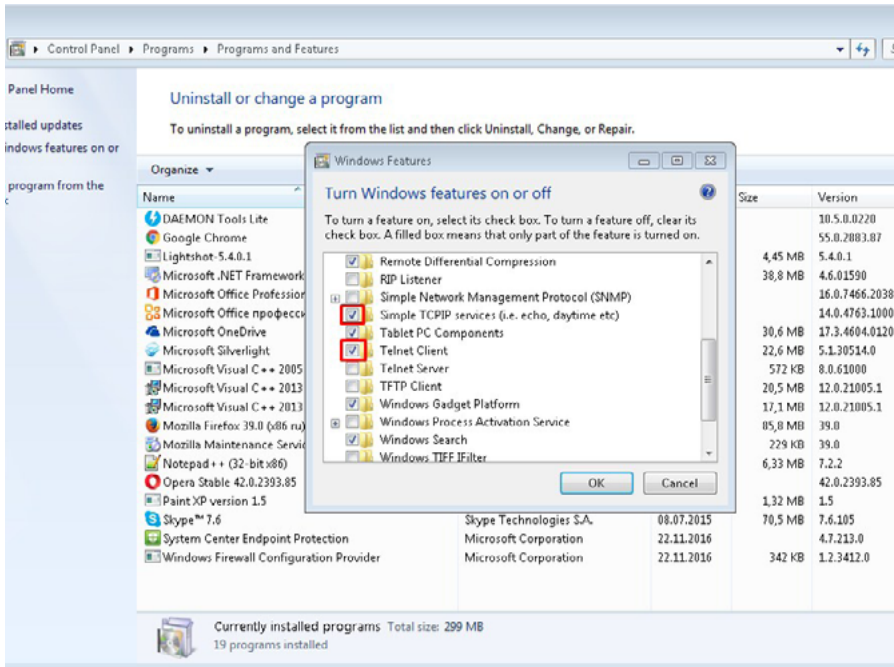 Control Panel ▸ Programs ▸ Programs and Features
Panel Home
stalled updates
indows features on or
program from the
Uninstall or change a program
To uninstall a program, select it from the list and then click Uninstall, Change, or Repair.
Organize
Name Size Version
DAEMON Tools Lite 10.5.0.0220
Google Chrome 55.0.2883.87
Lightshot-5.4.0.1 4,45 MB 5.4.0.1
Microsoft .NET Framework 38,8 MB 4.6.01590
Microsoft Office Profession 16.0.7466.2038
Microsoft Office професси 14.0.4763.1000
Microsoft OneDrive 30,6 MB 17.3.4604.0120
Microsoft Silverlight 22,6 MB 5.1.30514.0
Microsoft Visual C++ 2005 572 KB 8.0.61000
Microsoft Visual C++ 2013 20,5 MB 12.0.21005.1
Microsoft Visual C++ 2013 17,1 MB 12.0.21005.1
Mozilla Firefox 39.0 (x86 ru) 85,8 MB 39.0
Mozilla Maintenance Servic 229 KB 39.0
Notepad++ (32-bit x86) 6,33 MB 7.2.2
Opera Stable 42.0.2393.85 42.0.2393.85
Paint XP version 1.5 1,32 MB 1.5
Skype™ 7.6 Skype Technologies S.A. 08.07.2015 70,5 MB 7.6.105
System Center Endpoint Protection Microsoft Corporation 22.11.2016 4.7.213.0
Windows Firewall Configuration Provider Microsoft Corporation 22.11.2016 342 KB 1.2.3412.0
Windows Features
Turn Windows features on or off
To turn a feature on, select its check box. To turn a feature off, clear its
check box. A filled box means that only part of the feature is turned on.
Remote Differential Compression
RIP Listener
Simple Network Management Protocol (SNMP)
Simple TCPIP services (i.e. echo, daytime etc)
Tablet PC Components
Telnet Client
Telnet Server
TFTP Client
Windows Gadget Platform
Windows Process Activation Service
Windows Search
Windows TIFF IFilter
OK Cancel
Currently installed programs Total size: 299 MB
19 programs installed